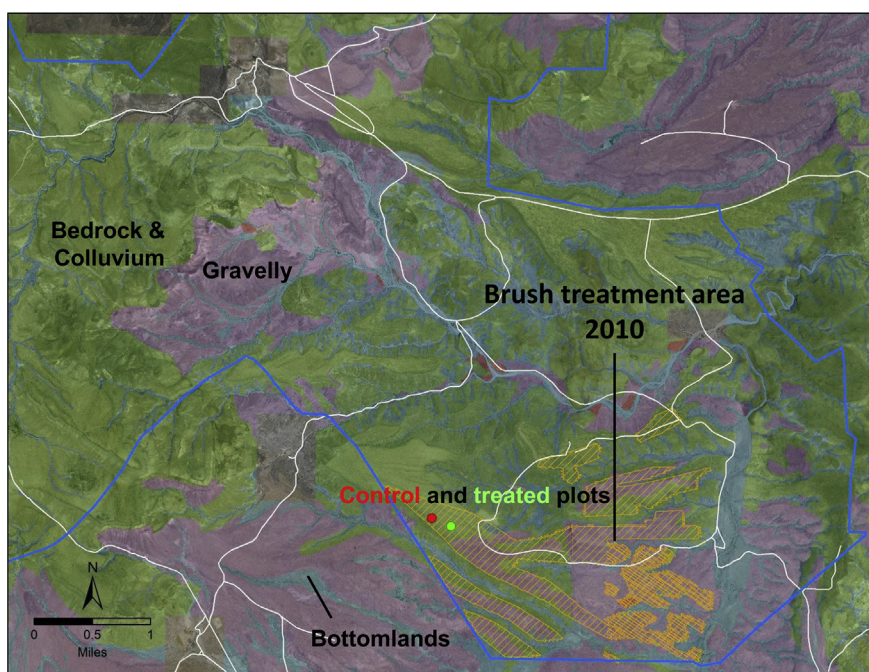 Bedrock &
Colluvium
Gravelly
Brush treatment area
2010
Control and treated plots
N
0 0.5 1
Miles
Bottomlands